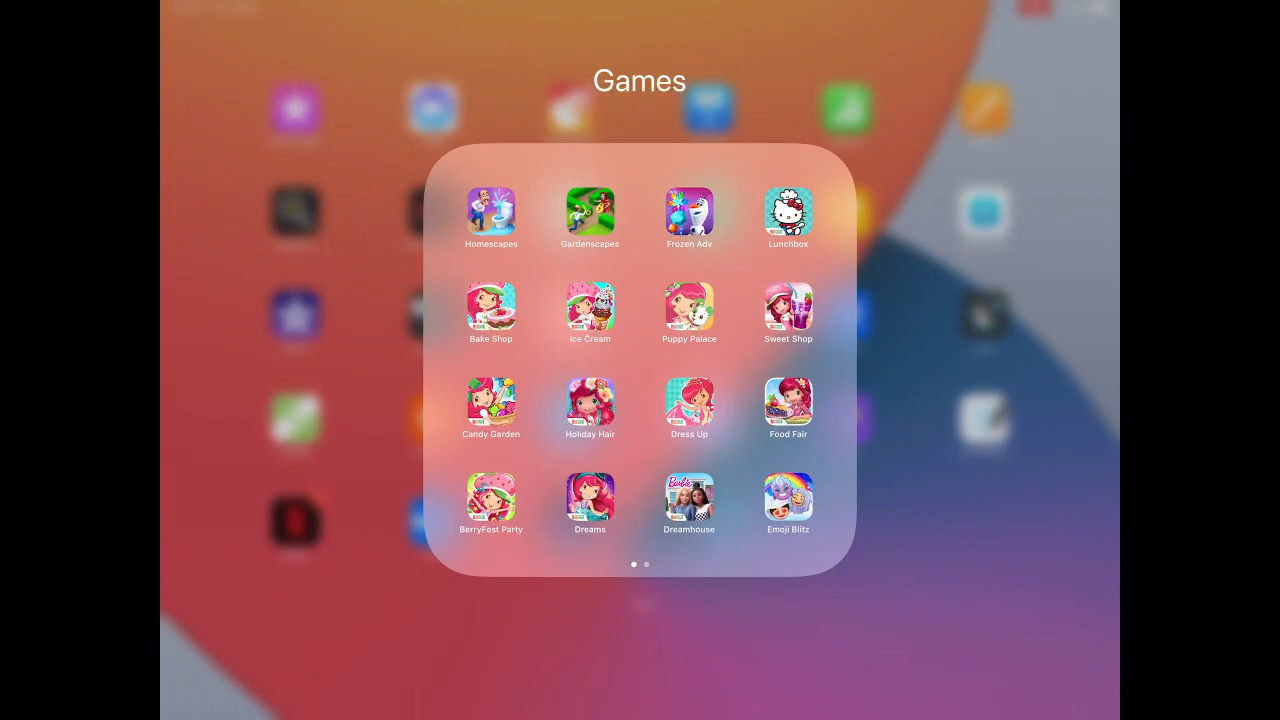 Games
Homescapes Gardenscapes Frozen Adv Lunchbox
Bake Shop Ice Cream Puppy Palace Sweet Shop
Candy Garden Holiday Hair Dress Up Food Fair
Barbie
BerryFest Party Dreams Dreamhouse Emoji Blitz